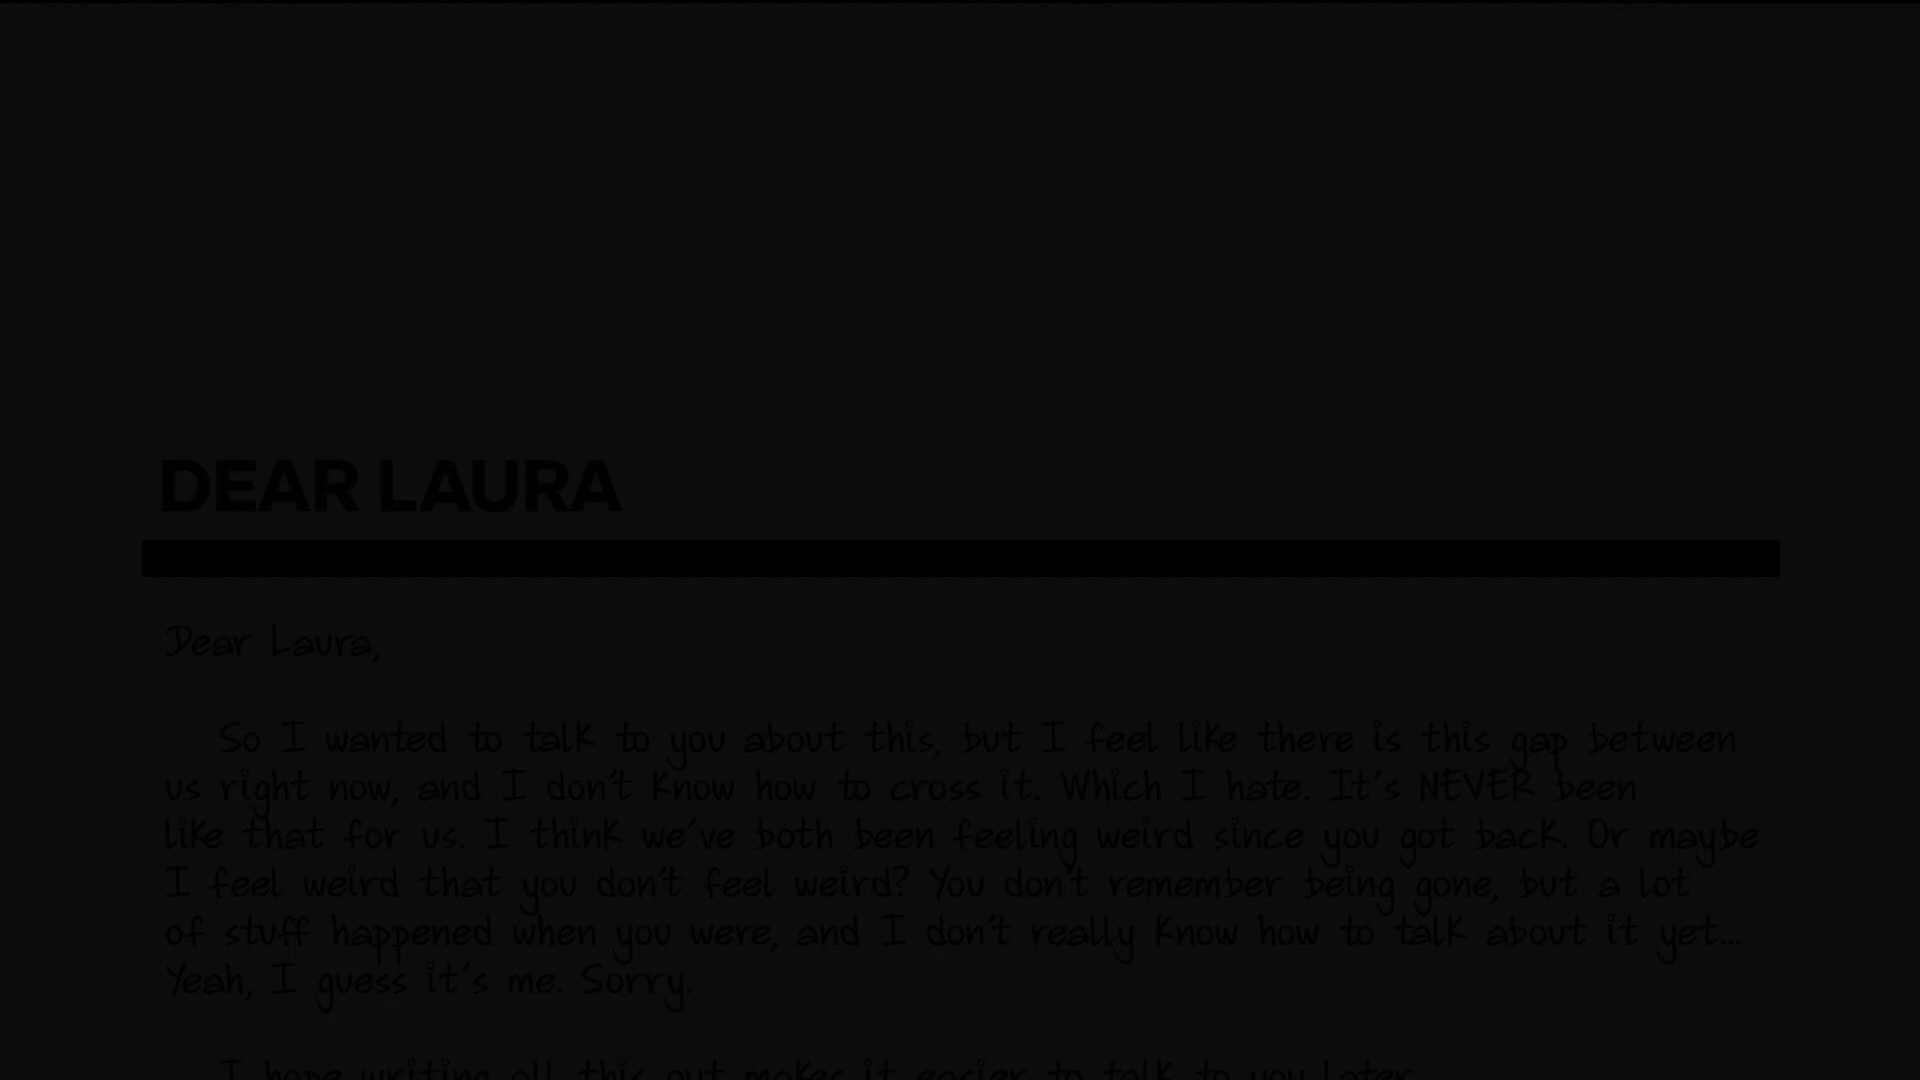 DEAR LAURA
Dear Laura,
So I wanted to talk to you about this, but I feel like there is this gap between
us right now, and I don't know how to cross it. Which I hate. It's NEVER been
like that for us. I think we've both been feeling weird since you got back. Or maybe
I feel weird that you don't feel weird? You don't remember being gone, but a lot
of stuff happened when you were, and I don't really know how to talk about it yet...
Yeah, I guess it's me. Sorry.
I hope writing all this out makes it easier to talk to you later.